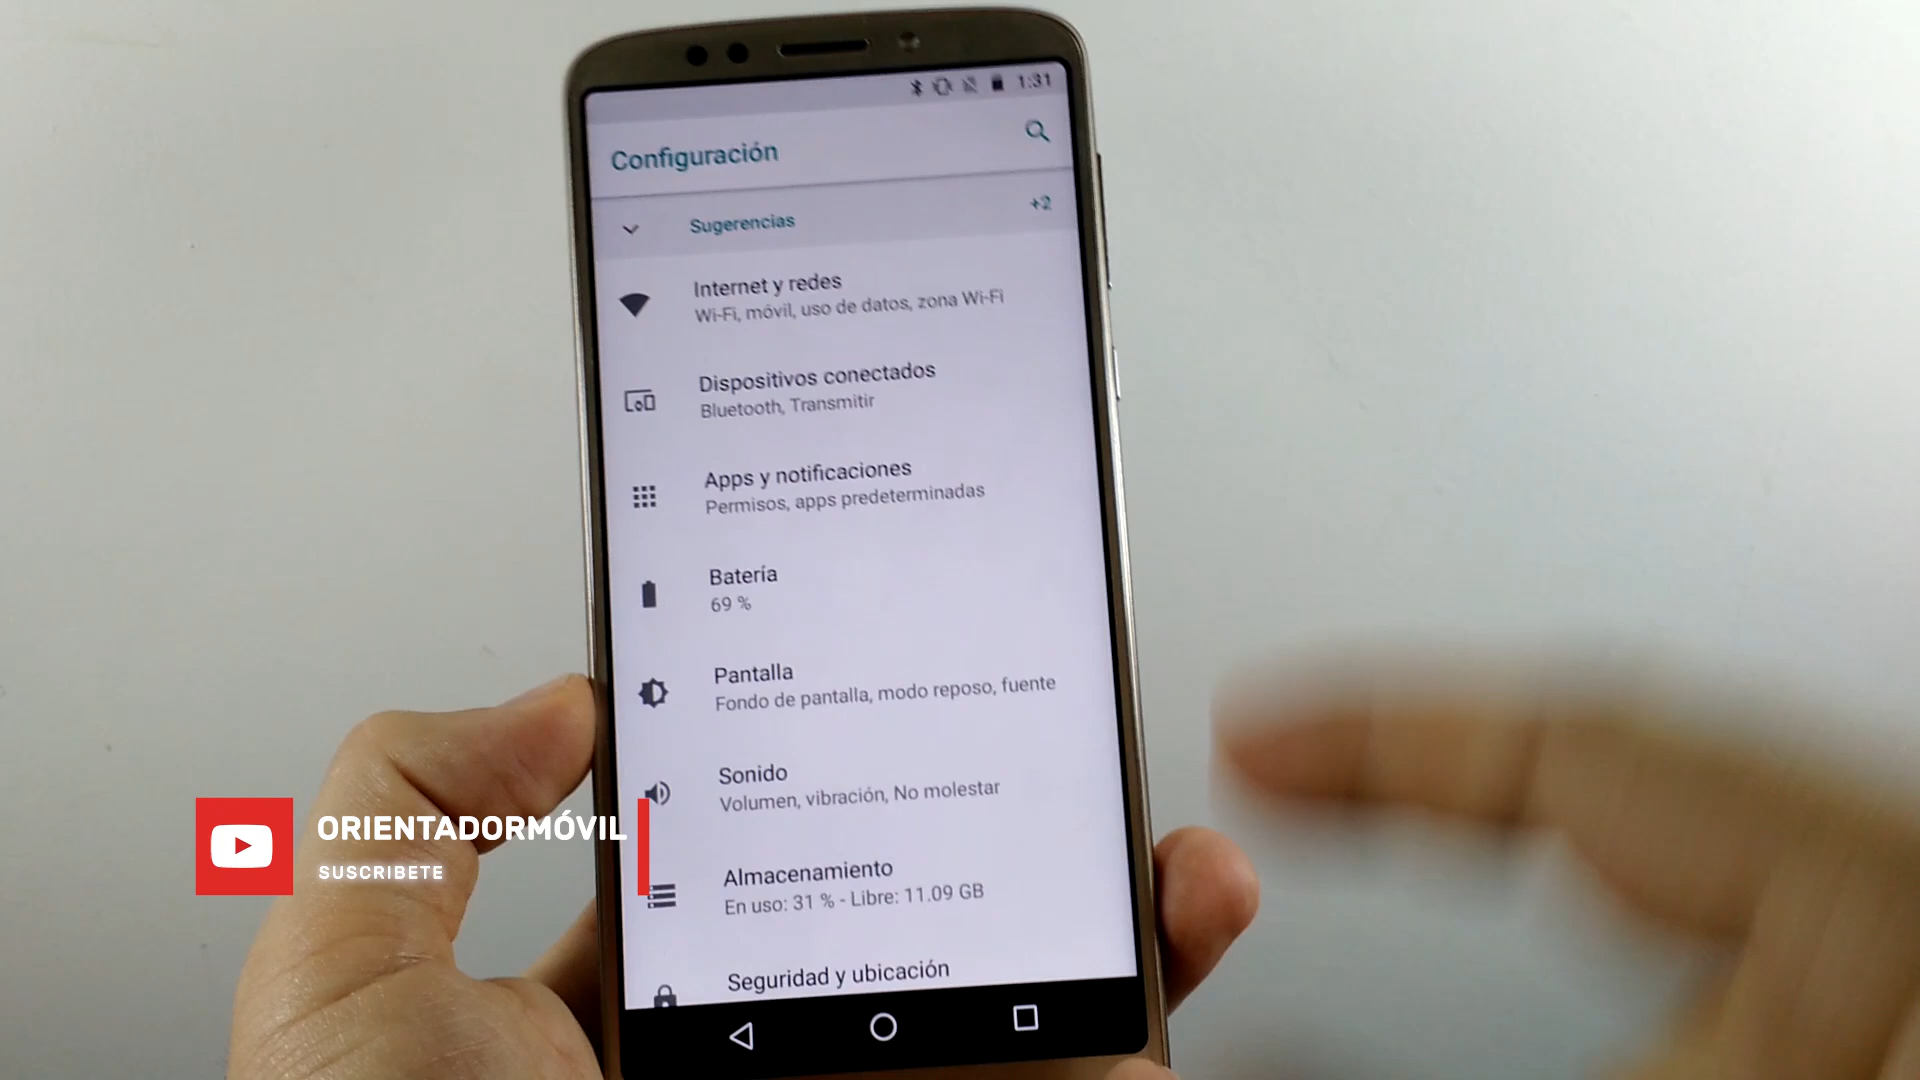 1:31
Configuración
Sugerencias +2
Internet y redes
Wi-Fi, móvil, uso de datos, zona Wi-Fi
Dispositivos conectados
Bluetooth, Transmitir
Apps y notificaciones
Permisos, apps predeterminadas
Batería
69 %
Pantalla
Fondo de pantalla, modo reposo, fuente
Sonido
Volumen, vibración, No molestar
Almacenamiento
En uso: 31 % - Libre: 11.09 GB
Seguridad y ubicación
ORIENTADORMÓVIL
SUSCRIBETE